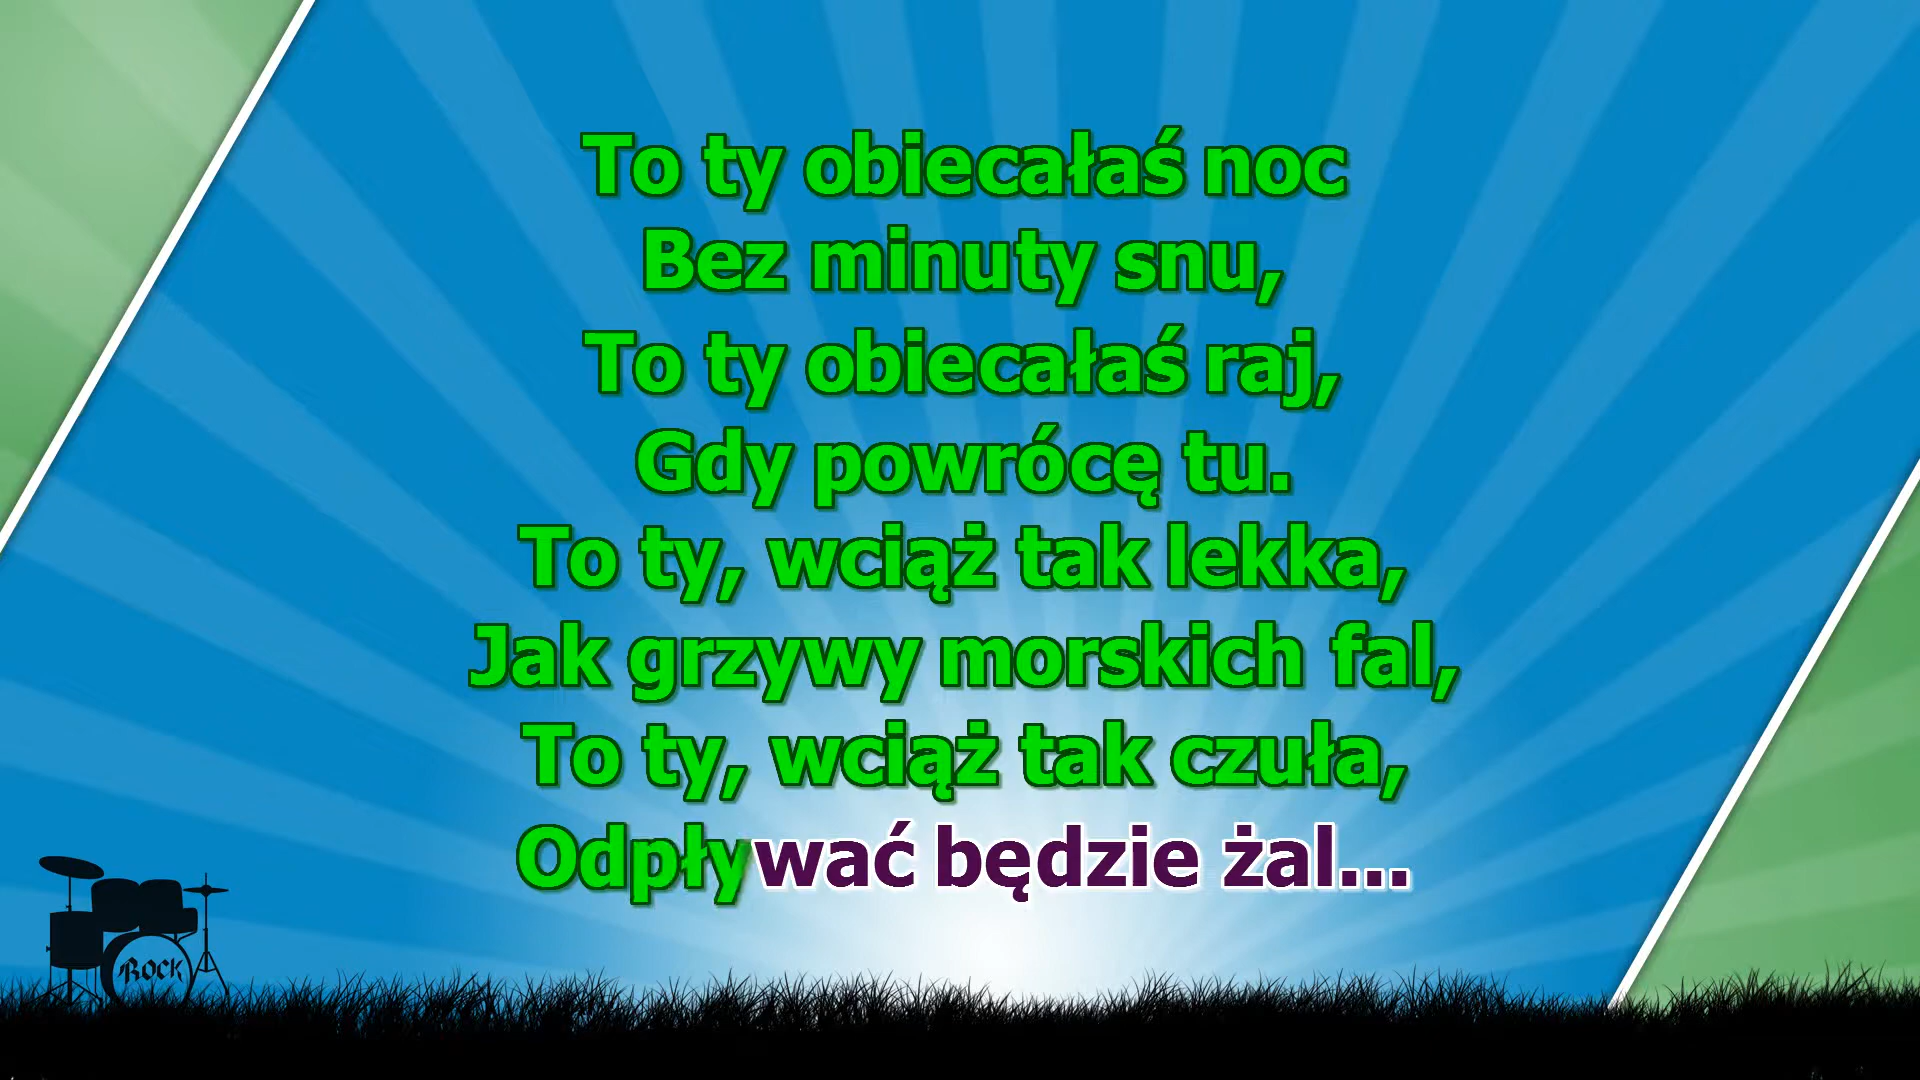 To ty obiecałaś noc
Bez minuty snu,
To ty obiecałaś raj,
Gdy powrócę tu.
To ty, wciąż tak lekka,
Jak grzywy morskich fal,
To ty, wciąż tak czuła,
Odpływać będzie żal...
ROCK